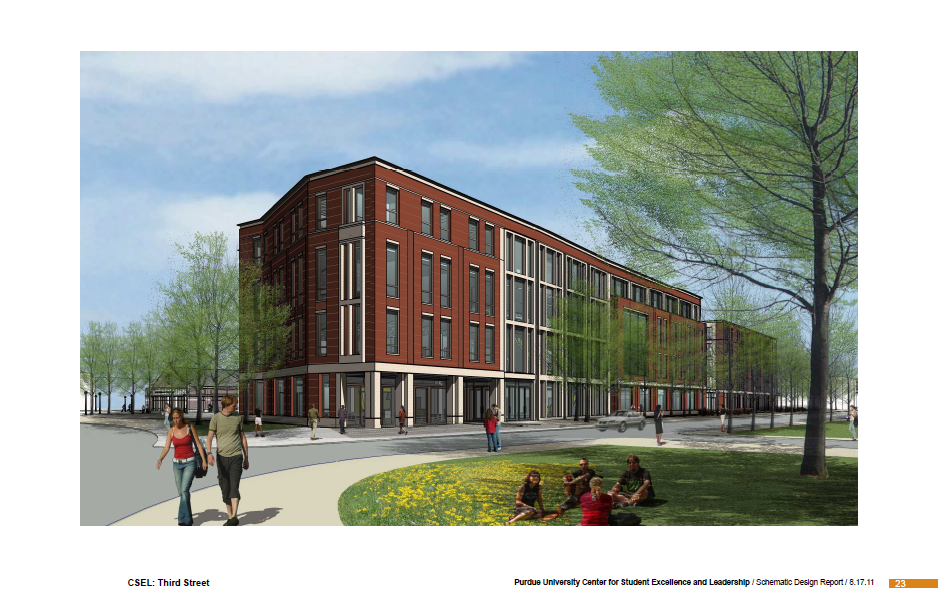 CSEL: Third Street
Purdue University Center for Student Excellence and Leadership / Schematic Design Report / 8.17.11
23